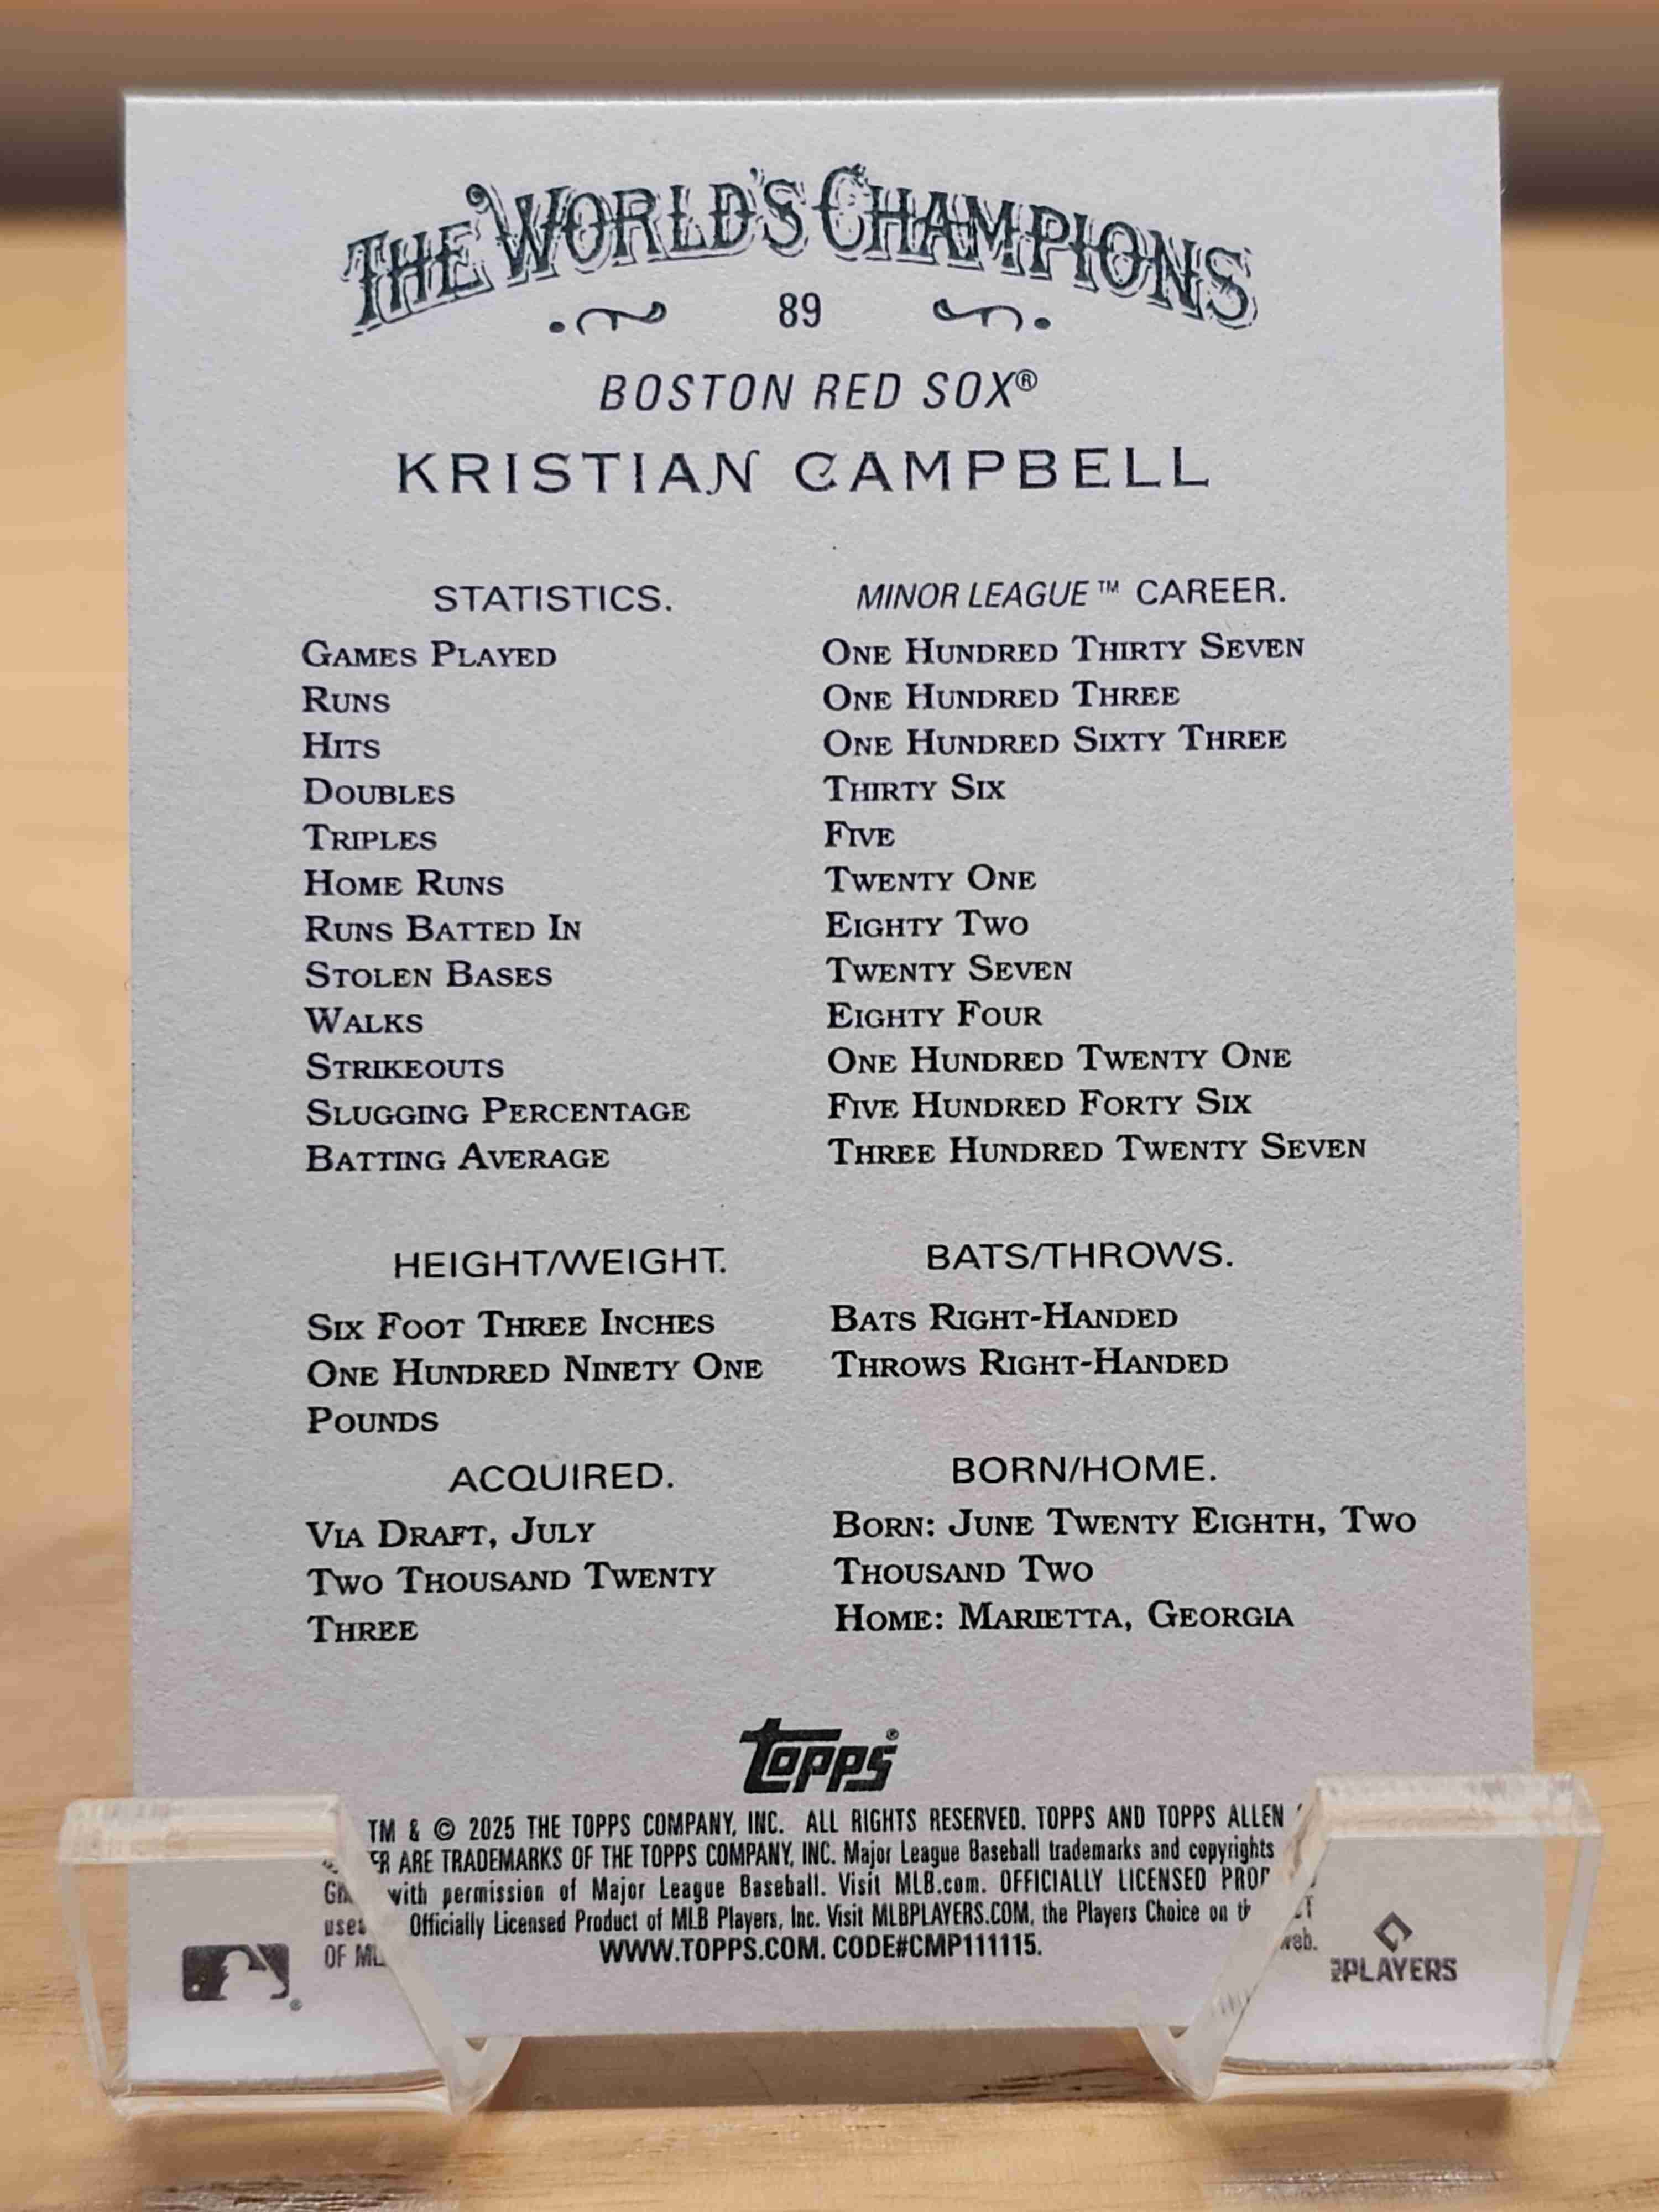 THE WORLD'S CHAMPIONS
89
BOSTON RED SOX®
KRISTIAN CAMPBELL
STATISTICS. MINOR LEAGUE™ CAREER.
GAMES PLAYED ONE HUNDRED THIRTY SEVEN
RUNS ONE HUNDRED THREE
HITS ONE HUNDRED SIXTY THREE
DOUBLES THIRTY SIX
TRIPLES FIVE
HOME RUNS TWENTY ONE
RUNS BATTED IN EIGHTY TWO
STOLEN BASES TWENTY SEVEN
WALKS EIGHTY FOUR
STRIKEOUTS ONE HUNDRED TWENTY ONE
SLUGGING PERCENTAGE FIVE HUNDRED FORTY SIX
BATTING AVERAGE THREE HUNDRED TWENTY SEVEN
HEIGHT/WEIGHT.
SIX FOOT THREE INCHES
ONE HUNDRED NINETY ONE
POUNDS
BATS/THROWS.
BATS RIGHT-HANDED
THROWS RIGHT-HANDED
ACQUIRED.
VIA DRAFT, JULY
TWO THOUSAND TWENTY
THREE
BORN/HOME.
BORN: JUNE TWENTY EIGHTH, TWO
THOUSAND TWO
HOME: MARIETTA, GEORGIA
topps®
TM & © 2025 THE TOPPS COMPANY, INC. ALL RIGHTS RESERVED. TOPPS AND TOPPS ALLEN
ARE TRADEMARKS OF THE TOPPS COMPANY, INC. Major League Baseball trademarks and copyrights
with permission of Major League Baseball. Visit MLB.com. OFFICIALLY LICENSED
Officially Licensed Product of MLB Players, Inc. Visit MLBPLAYERS.COM, the Players Choice on
OF web.
WWW.TOPPS.COM. CODE#CMP111115.
PLAYERS